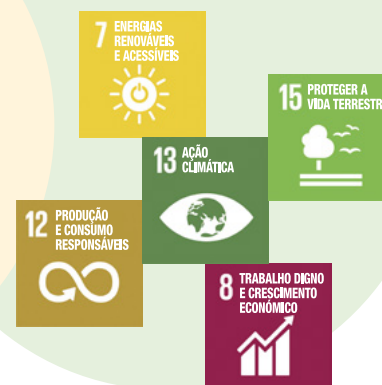 7 ENERGIAS
RENOVÁVEIS
E ACESSÍVEIS
15 PROTEGER A
VIDA TERRESTR
13 AÇÃO
CLIMÁTICA
12 PRODUÇÃO
E CONSUMO
RESPONSÁVEIS
8 TRABALHO DIGNO
E CRESCIMENTO
ECONÓMICO